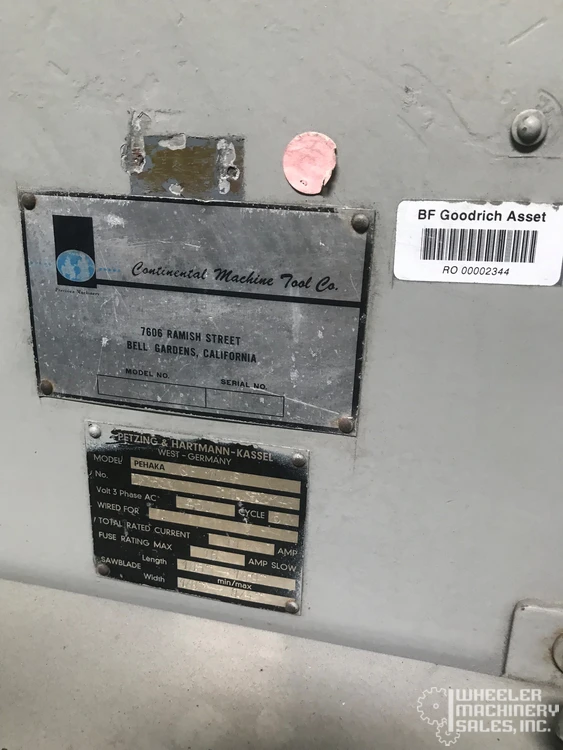 BF Goodrich Asset
RO 00002344
Precision Machinery
Continental Machine Tool Co.
7606 RAMISH STREET
BELL GARDENS, CALIFORNIA
MODEL NO.
SERIAL NO.
PETZING & HARTMANN-KASSEL
WEST - GERMANY
MODEL PEHAKA
No.
Volt 3 Phase AC CYCLE
WIRED FOR
TOTAL RATED CURRENT AMP
FUSE RATING MAX AMP SLOW
SAWBLADE Length
Width min/max
WHEELER
MACHINERY
SALES, INC.